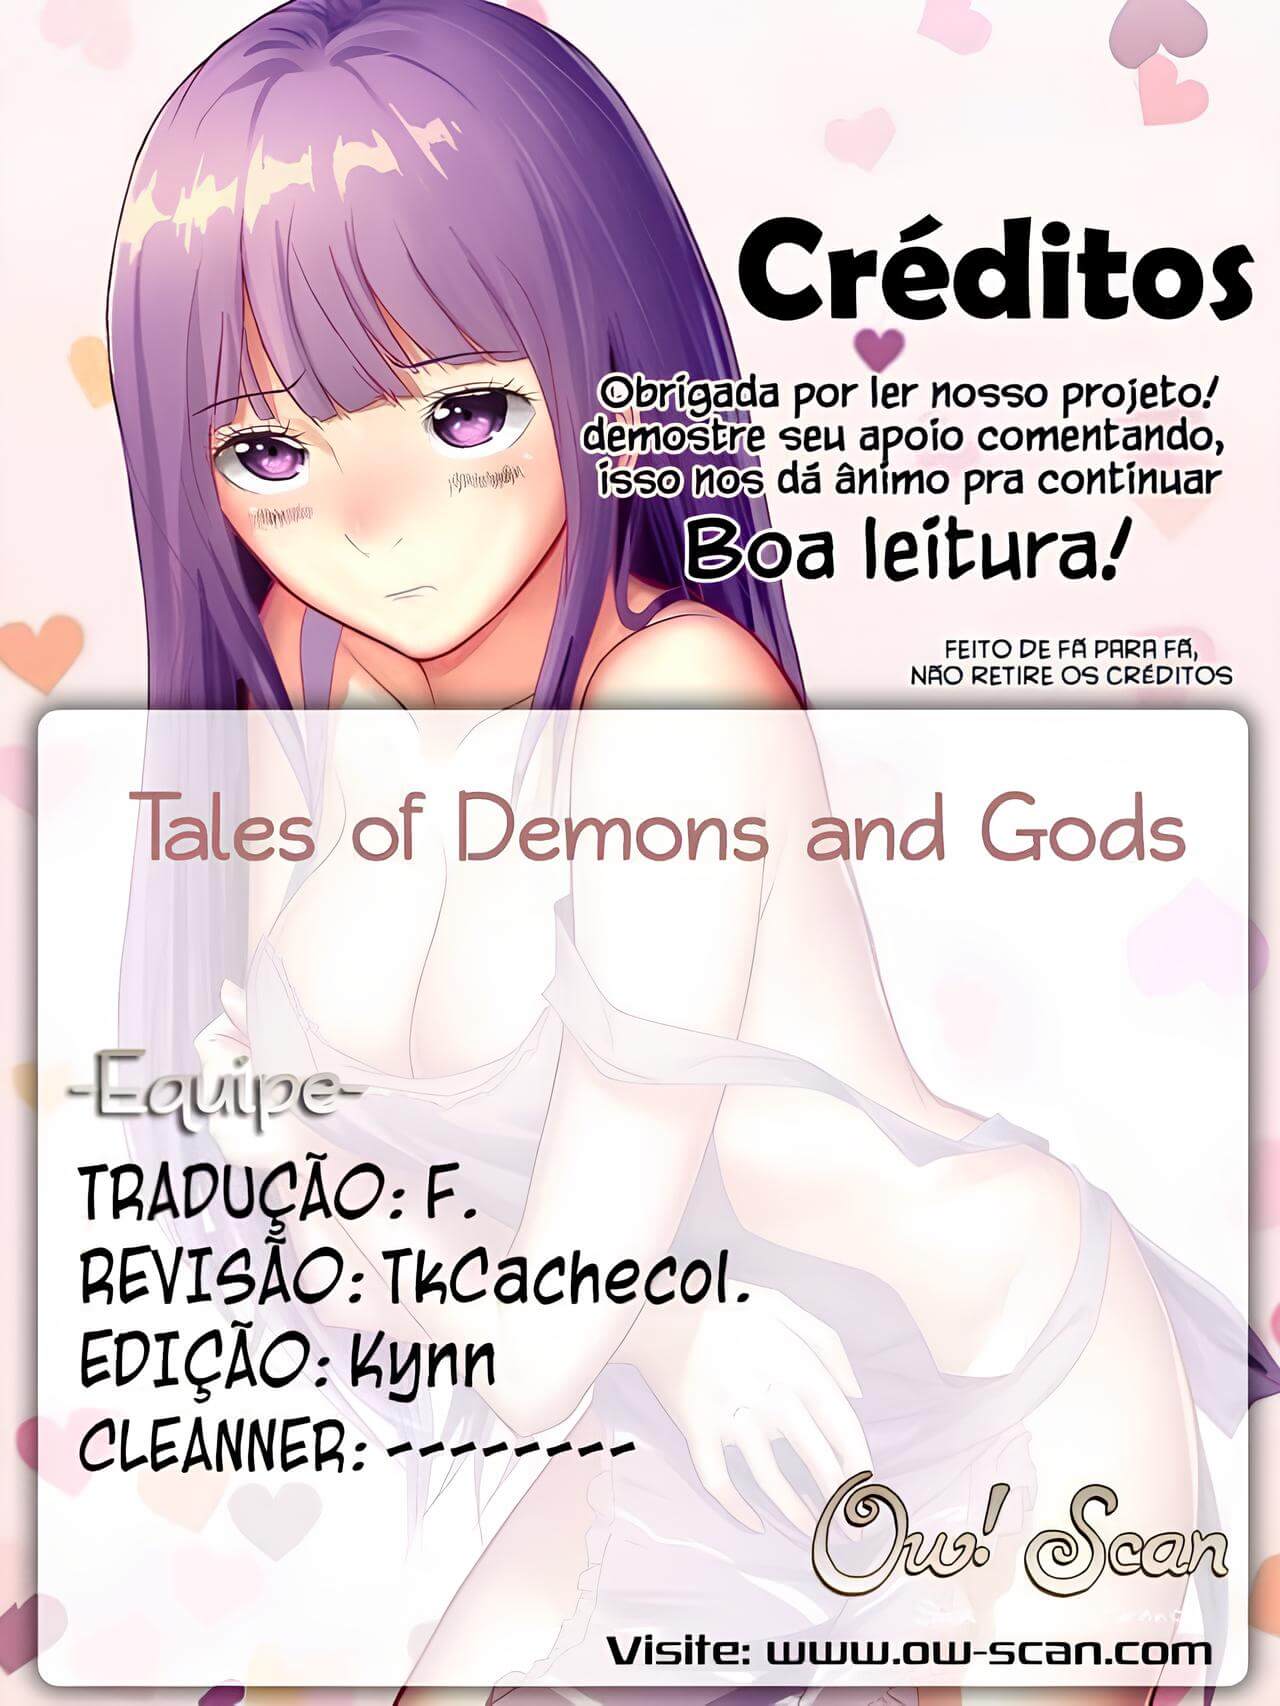 Créditos
Obrigada por ler nosso projeto!
demostre seu apoio comentando,
isso nos dá ânimo pra continuar
Boa leitura!
FEITO DE FÃ PARA FÃ,
NÃO RETIRE OS CRÉDITOS
Tales of Demons and Gods
-Equipe-
TRADUÇÃO: F.
REVISÃO: TkCachecol.
EDIÇÃO: Kynn
CLEANNER: --------
Ow! Scan
Visite: www.ow-scan.com